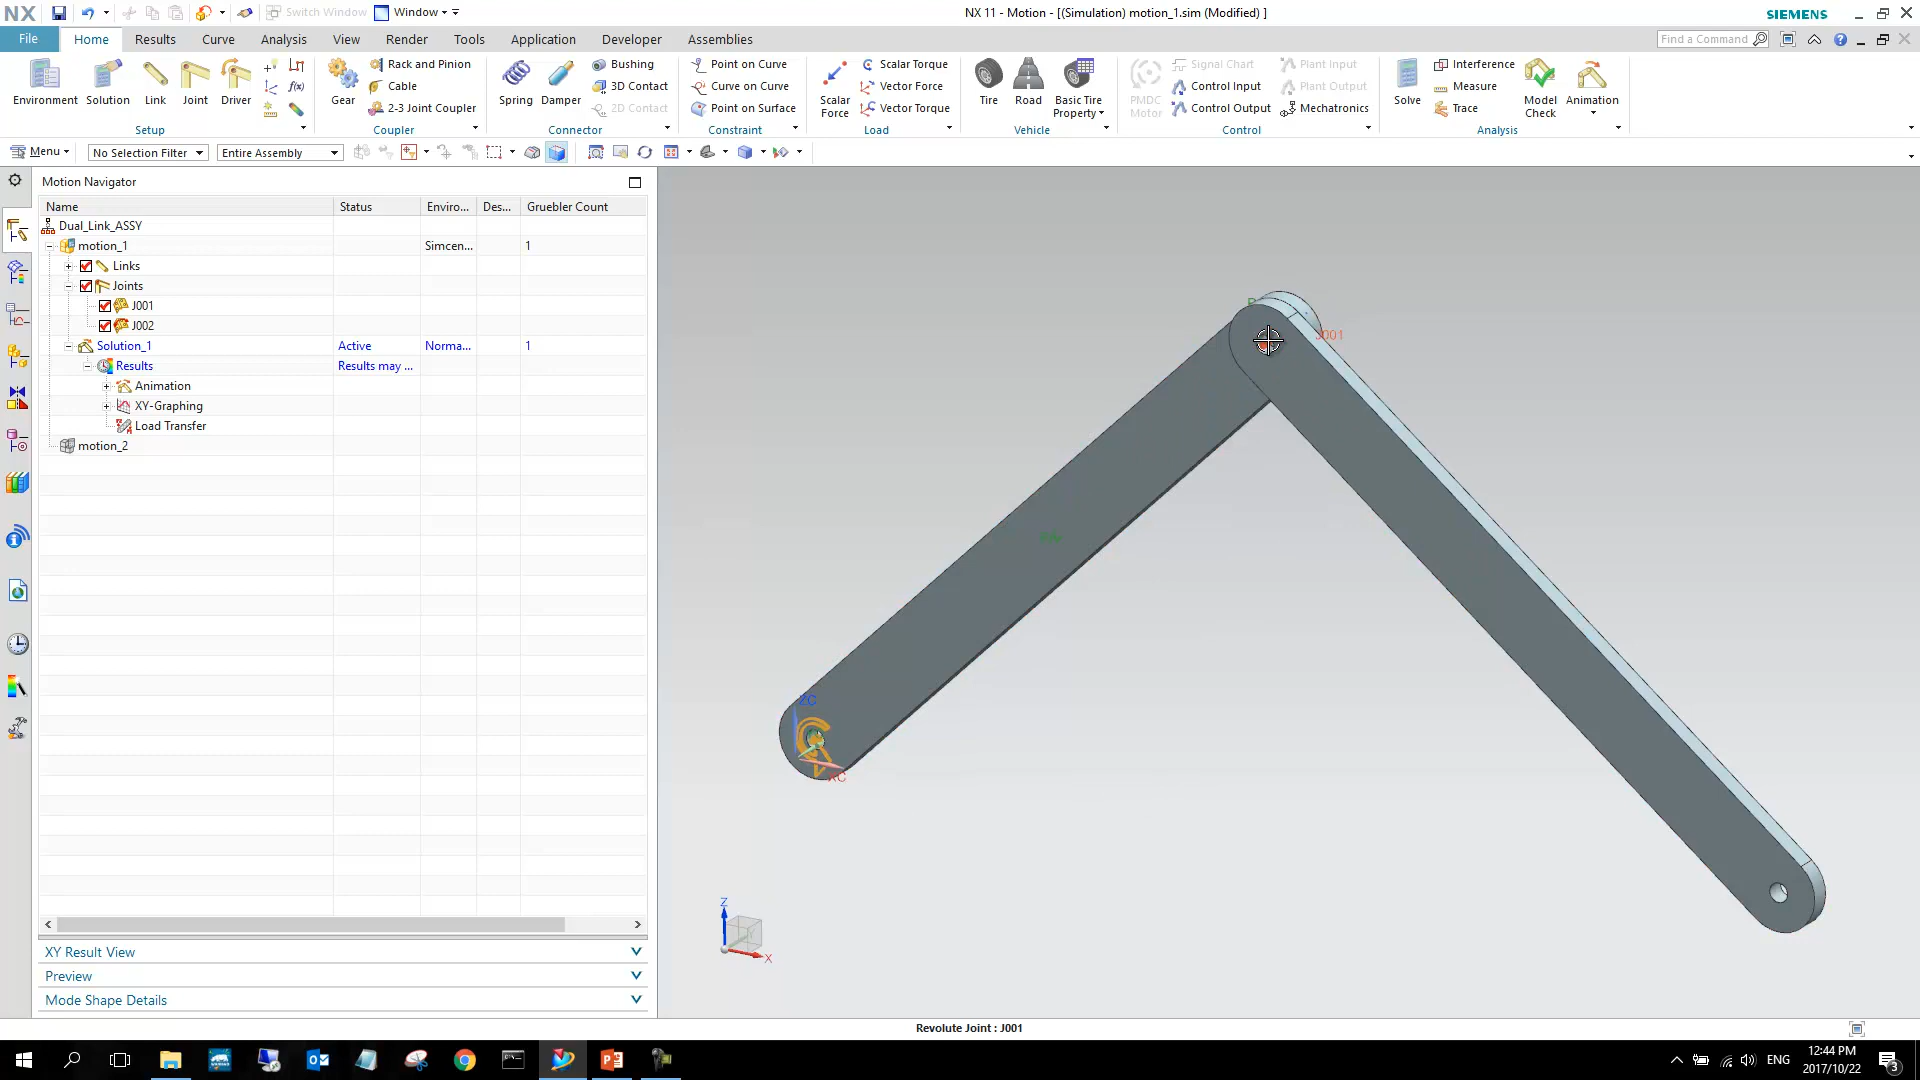 NX Switch Window Window NX 11 - Motion - [(Simulation) motion_1.sim (Modified) ] SIEMENS
File Home Results Curve Analysis View Render Tools Application Developer Assemblies Find a Command
Environment Solution Link Joint Driver
Setup
Gear Rack and Pinion
Cable
2-3 Joint Coupler
Coupler
Spring Damper Bushing
3D Contact
2D Contact
Connector
Point on Curve
Curve on Curve
Point on Surface
Constraint
Scalar Force Scalar Torque
Vector Force
Vector Torque
Load
Tire Road Basic Tire Property
Vehicle
PMDC Motor Signal Chart Plant Input
Control Input Plant Output
Control Output Mechatronics
Control
Solve Interference
Measure
Trace
Model Check Animation
Analysis
Menu No Selection Filter Entire Assembly
Motion Navigator
Name Status Enviro... Des... Gruebler Count
Dual_Link_ASSY
motion_1 Simcen... 1
Links
Joints
J001
J002
Solution_1 Active Norma... 1
Results Results may ...
Animation
XY-Graphing
Load Transfer
motion_2
XY Result View
Preview
Mode Shape Details
J001
ZC
XC
Z
X
Revolute Joint : J001
ENG 12:44 PM
2017/10/22
3